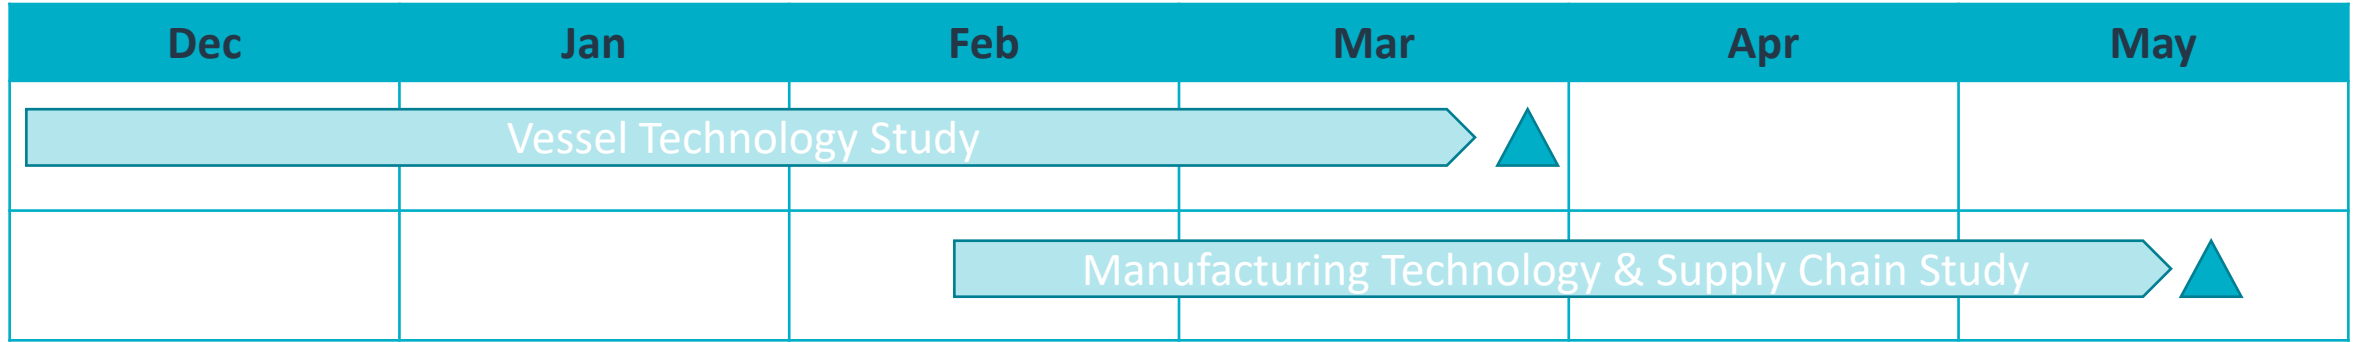 Dec Jan Feb Mar Apr May
Vessel Technology Study
Manufacturing Technology & Supply Chain Study